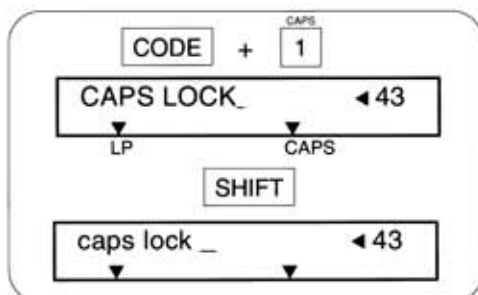 CAPS
CODE + 1
CAPS LOCK_ ◀ 43
LP CAPS
SHIFT
caps lock _ ◀ 43